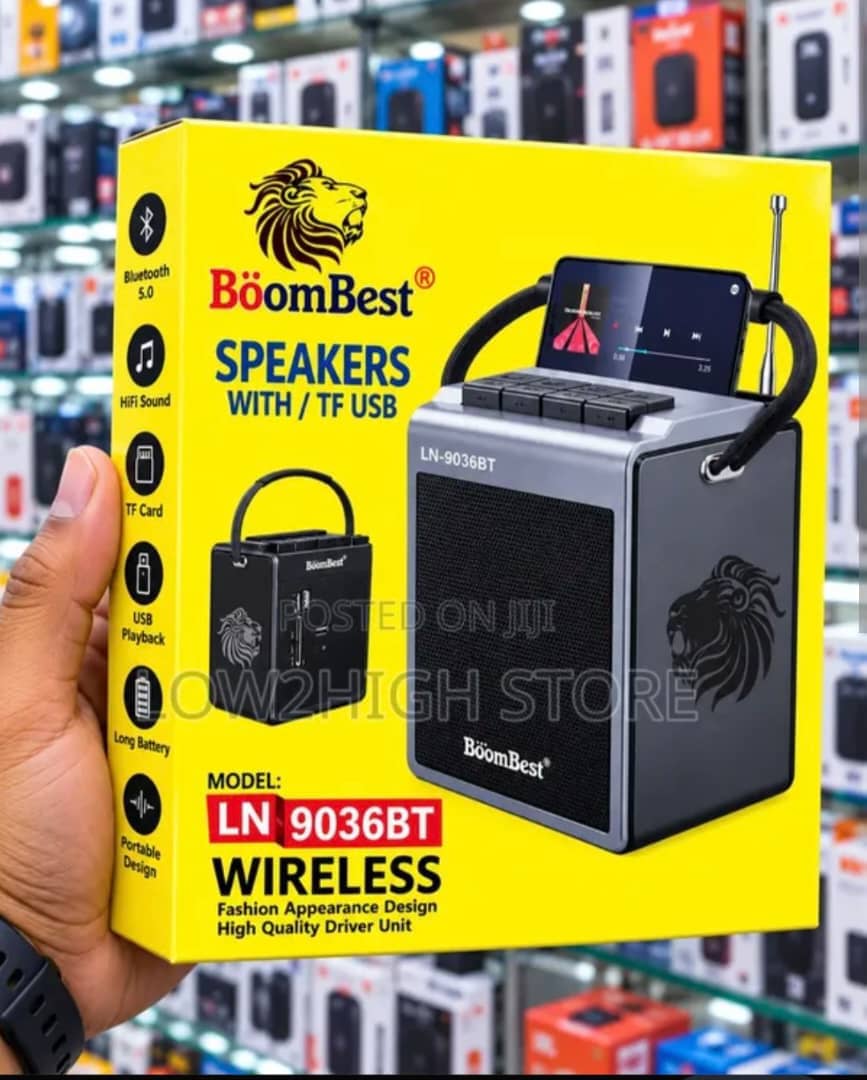 BöomBest®
SPEAKERS
WITH / TF USB
Bluetooth
5.0
HiFi Sound
TF Card
USB
Playback
Long Battery
Portable
Design
LN-9036BT
3:25
BöomBest
BöomBest
POSTED ON JIJI
LOW2HIGH STORE
MODEL:
LN 9036BT
WIRELESS
Fashion Appearance Design
High Quality Driver Unit